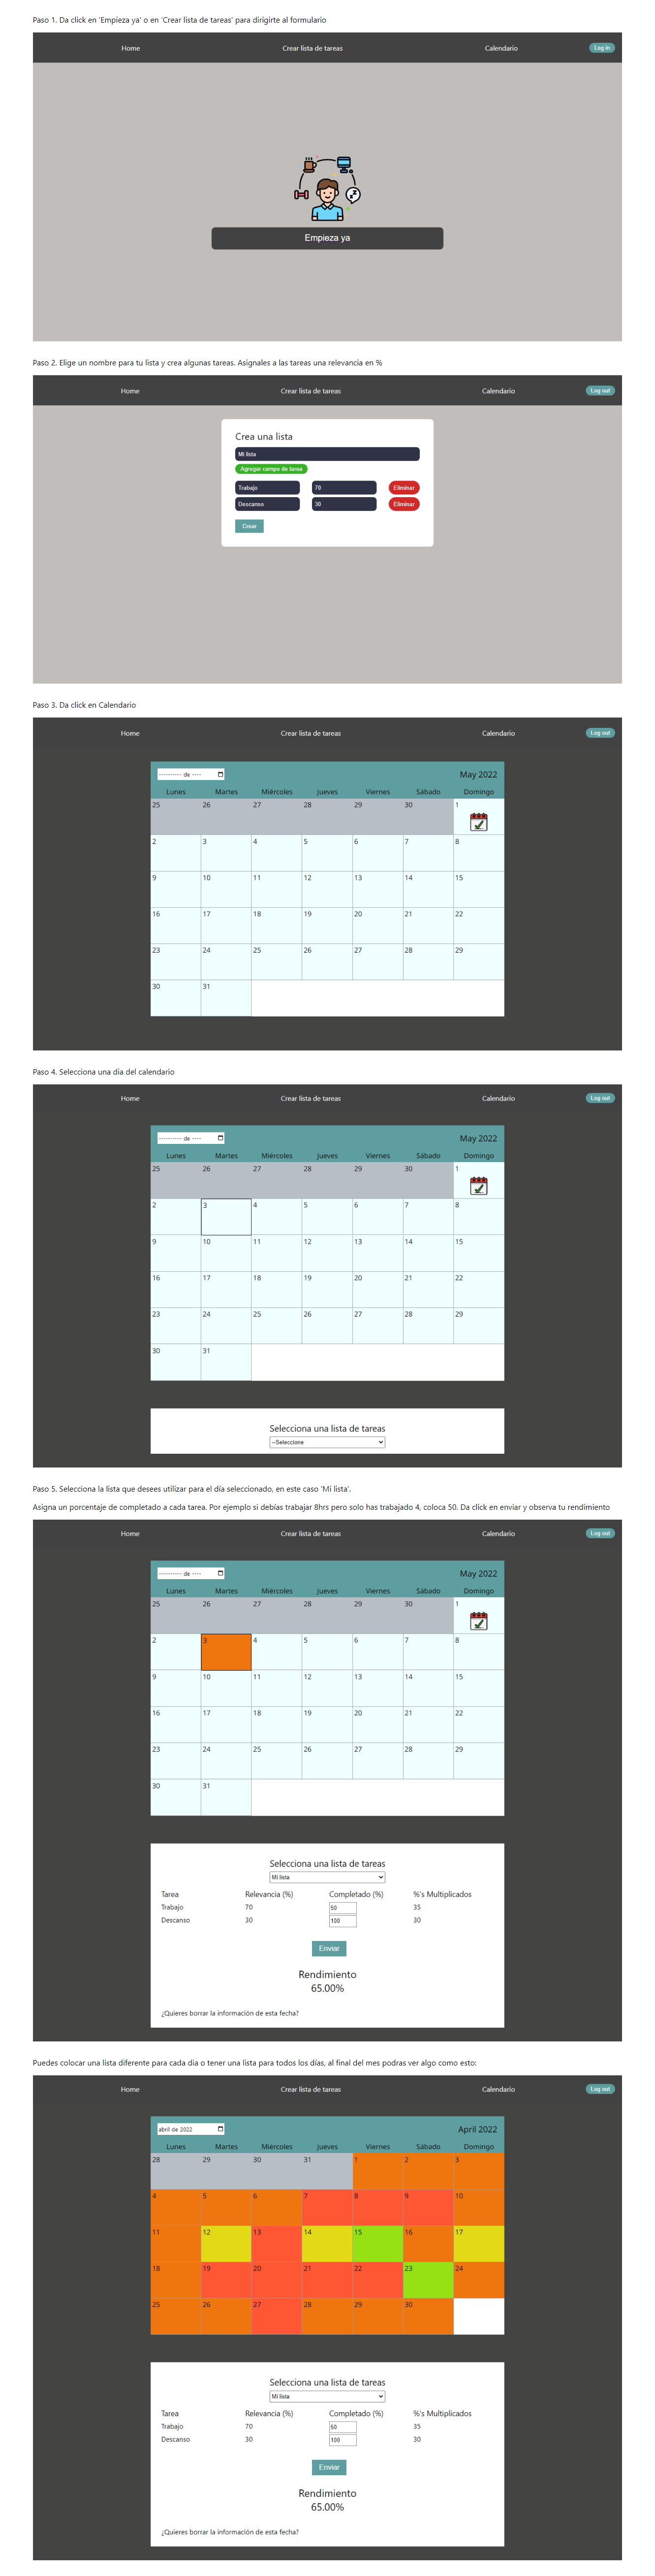 Paso 1. Da click en 'Empieza ya' o en 'Crear lista de tareas' para dirigirte al formulario
Home Crear lista de tareas Calendario Log in
Empieza ya
Paso 2. Elige un nombre para tu lista y crea algunas tareas. Asignales a las tareas una relevancia en %
Home Crear lista de tareas Calendario Log out
Crea una lista
Mi lista
Agregar campo de tarea
Trabajo 70 Eliminar
Descanso 30 Eliminar
Crear
Paso 3. Da click en Calendario
Home Crear lista de tareas Calendario Log out
---------- de ---- May 2022
Lunes Martes Miércoles Jueves Viernes Sábado Domingo
25 26 27 28 29 30 1
2 3 4 5 6 7 8
9 10 11 12 13 14 15
16 17 18 19 20 21 22
23 24 25 26 27 28 29
30 31
Paso 4. Selecciona una dia del calendario
Home Crear lista de tareas Calendario Log out
---------- de ---- May 2022
Lunes Martes Miércoles Jueves Viernes Sábado Domingo
25 26 27 28 29 30 1
2 3 4 5 6 7 8
9 10 11 12 13 14 15
16 17 18 19 20 21 22
23 24 25 26 27 28 29
30 31
Selecciona una lista de tareas
--Seleccione
Paso 5. Selecciona la lista que desees utilizar para el día seleccionado, en este caso 'Mi lista'.
Asigna un porcentaje de completado a cada tarea. Por ejemplo si debías trabajar 8hrs pero solo has trabajado 4, coloca 50. Da click en enviar y observa tu rendimiento
Home Crear lista de tareas Calendario Log out
---------- de ---- May 2022
Lunes Martes Miércoles Jueves Viernes Sábado Domingo
25 26 27 28 29 30 1
2 3 4 5 6 7 8
9 10 11 12 13 14 15
16 17 18 19 20 21 22
23 24 25 26 27 28 29
30 31
Selecciona una lista de tareas
Mi lista
Tarea Relevancia (%) Completado (%) %'s Multiplicados
Trabajo 70 50 35
Descanso 30 100 30
Enviar
Rendimiento
65.00%
¿Quieres borrar la información de esta fecha?
Puedes colocar una lista diferente para cada dia o tener una lista para todos los días, al final del mes podras ver algo como esto:
Home Crear lista de tareas Calendario Log out
abril de 2022 April 2022
Lunes Martes Miércoles Jueves Viernes Sábado Domingo
28 29 30 31 1 2 3
4 5 6 7 8 9 10
11 12 13 14 15 16 17
18 19 20 21 22 23 24
25 26 27 28 29 30
Selecciona una lista de tareas
Mi lista
Tarea Relevancia (%) Completado (%) %'s Multiplicados
Trabajo 70 50 35
Descanso 30 100 30
Enviar
Rendimiento
65.00%
¿Quieres borrar la información de esta fecha?